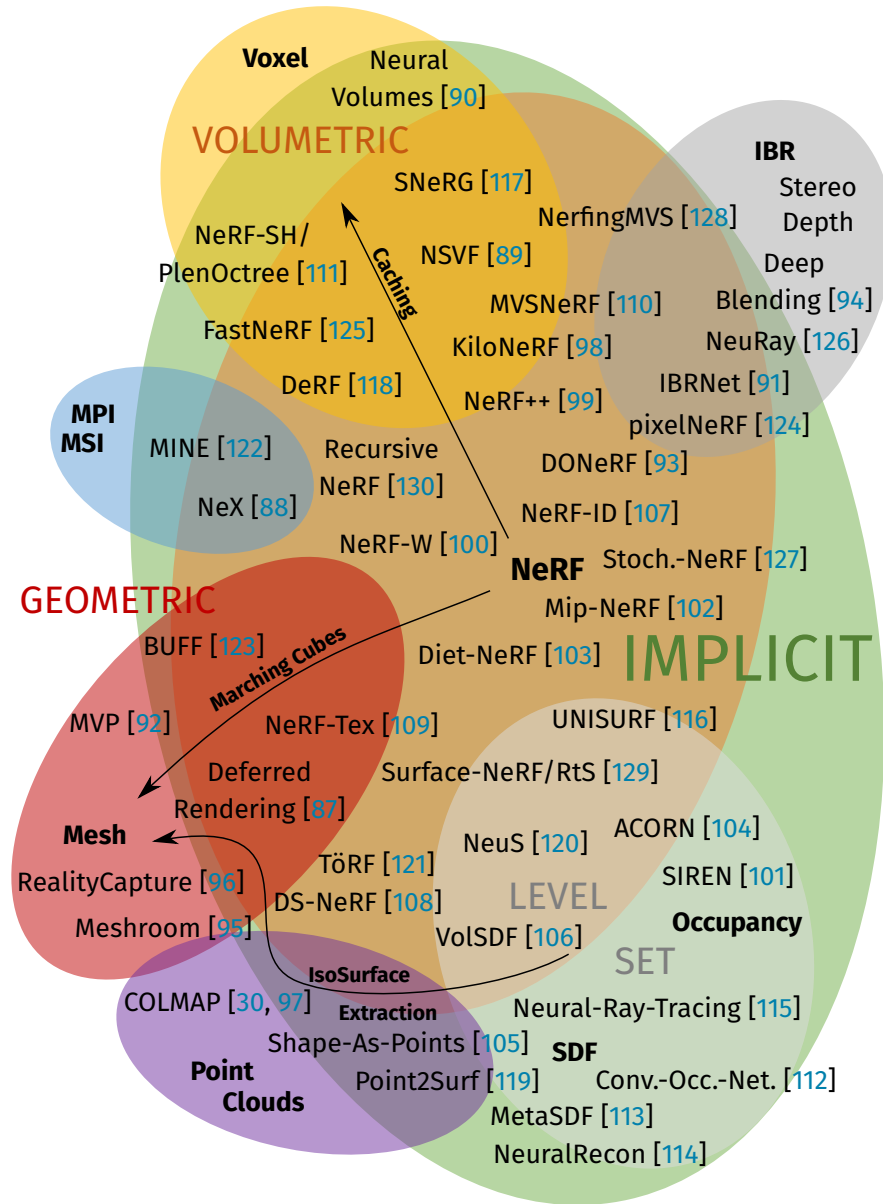 Voxel
Neural
Volumes [90]
VOLUMETRIC
IBR
Stereo
Depth
SNeRG [117]
NerfingMVS [128]
NeRF-SH/
PlenOctree [111]
Caching
NSVF [89]
Deep
Blending [94]
MVSNeRF [110]
FastNeRF [125]
KiloNeRF [98]
NeuRay [126]
DeRF [118]
NeRF++ [99]
IBRNet [91]
pixelNeRF [124]
MPI
MSI
MINE [122]
Recursive
NeRF [130]
DONeRF [93]
NeX [88]
NeRF-ID [107]
NeRF-W [100]
NeRF
Stoch.-NeRF [127]
GEOMETRIC
Mip-NeRF [102]
BUFF [123]
Marching Cubes
Diet-NeRF [103]
IMPLICIT
MVP [92]
NeRF-Tex [109]
UNISURF [116]
Deferred
Rendering [87]
Surface-NeRF/RtS [129]
Mesh
NeuS [120]
ACORN [104]
RealityCapture [96]
TöRF [121]
SIREN [101]
DS-NeRF [108]
LEVEL
Meshroom [95]
VolSDF [106]
Occupancy
SET
IsoSurface
Extraction
COLMAP [30, 97]
Neural-Ray-Tracing [115]
Shape-As-Points [105]
SDF
Point
Clouds
Point2Surf [119]
Conv.-Occ.-Net. [112]
MetaSDF [113]
NeuralRecon [114]